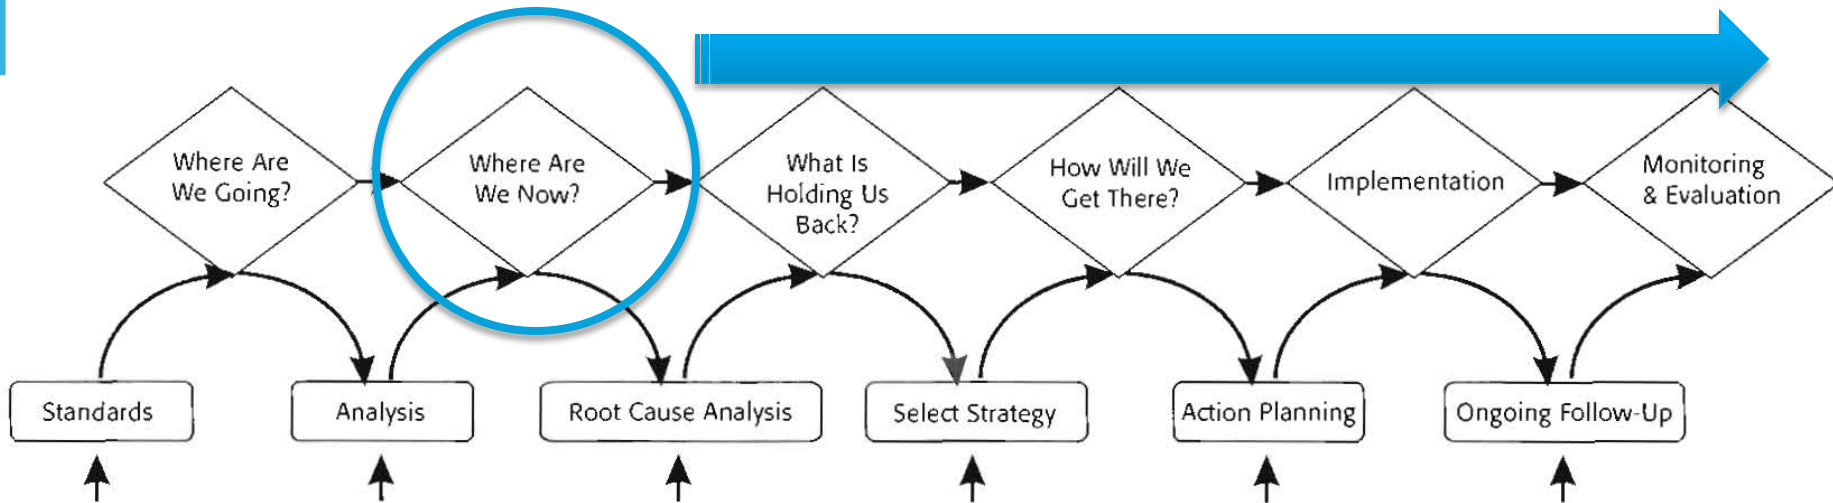 Where Are
We Going?
Where Are
We Now?
What Is
Holding Us
Back?
How Will We
Get There?
Implementation
Monitoring
& Evaluation
Standards
Analysis
Root Cause Analysis
Select Strategy
Action Planning
Ongoing Follow-Up